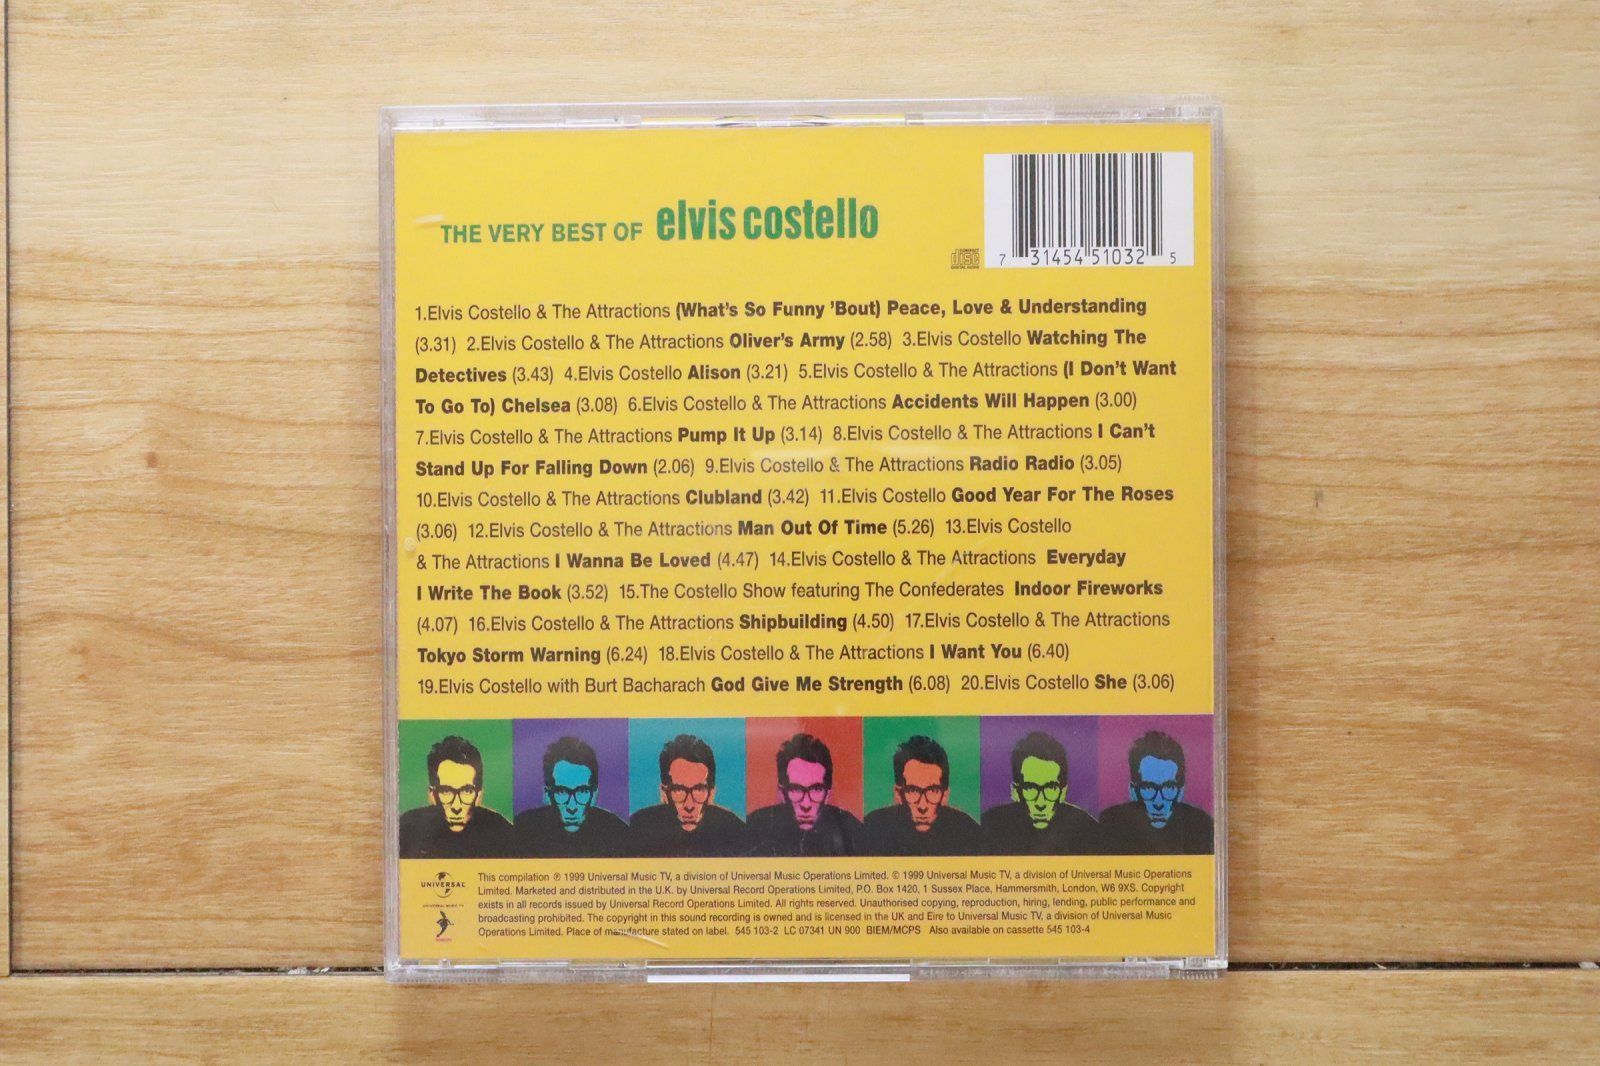 THE VERY BEST OF elvis costello
COMPACT
disc
DIGITAL AUDIO
7 31454 51032 5
1.Elvis Costello & The Attractions (What's So Funny 'Bout) Peace, Love & Understanding
(3.31) 2.Elvis Costello & The Attractions Oliver's Army (2.58) 3.Elvis Costello Watching The
Detectives (3.43) 4.Elvis Costello Alison (3.21) 5.Elvis Costello & The Attractions (I Don't Want
To Go To) Chelsea (3.08) 6.Elvis Costello & The Attractions Accidents Will Happen (3.00)
7.Elvis Costello & The Attractions Pump It Up (3.14) 8.Elvis Costello & The Attractions I Can't
Stand Up For Falling Down (2.06) 9.Elvis Costello & The Attractions Radio Radio (3.05)
10.Elvis Costello & The Attractions Clubland (3.42) 11.Elvis Costello Good Year For The Roses
(3.06) 12.Elvis Costello & The Attractions Man Out Of Time (5.26) 13.Elvis Costello
& The Attractions I Wanna Be Loved (4.47) 14.Elvis Costello & The Attractions Everyday
I Write The Book (3.52) 15.The Costello Show featuring The Confederates Indoor Fireworks
(4.07) 16.Elvis Costello & The Attractions Shipbuilding (4.50) 17.Elvis Costello & The Attractions
Tokyo Storm Warning (6.24) 18.Elvis Costello & The Attractions I Want You (6.40)
19.Elvis Costello with Burt Bacharach God Give Me Strength (6.08) 20.Elvis Costello She (3.06)
UNIVERSAL
UNIVERSAL MUSIC TV
This compilation ℗ 1999 Universal Music TV, a division of Universal Music Operations Limited. © 1999 Universal Music TV, a division of Universal Music Operations
Limited. Marketed and distributed in the U.K. by Universal Record Operations Limited, P.O. Box 1420, 1 Sussex Place, Hammersmith, London, W6 9XS. Copyright
exists in all records issued by Universal Record Operations Limited. All rights reserved. Unauthorised copying, reproduction, hiring, lending, public performance and
broadcasting prohibited. The copyright in this sound recording is owned and is licensed in the UK and Eire to Universal Music TV, a division of Universal Music
Operations Limited. Place of manufacture stated on label. 545 103-2 LC 07341 UN 900 BIEM/MCPS Also available on cassette 545 103-4